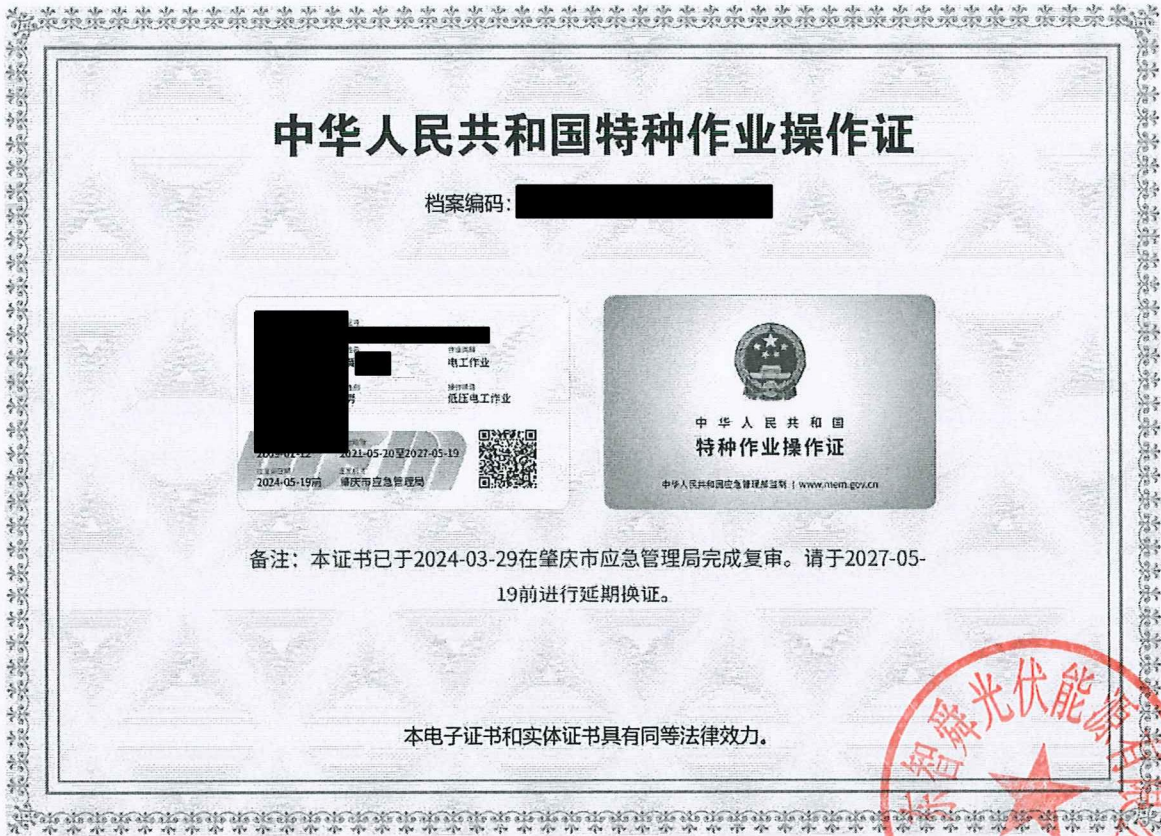 中华人民共和国特种作业操作证
档案编码：
作业类别
电工作业
操作项目
低压电工作业
2021-05-20至2027-05-19
2024-05-19前
肇庆市应急管理局
中华人民共和国
特种作业操作证
中华人民共和国应急管理部监制 | www.mem.gov.cn
备注：本证书已于2024-03-29在肇庆市应急管理局完成复审。请于2027-05-
19前进行延期换证。
本电子证书和实体证书具有同等法律效力。
东智舜光伏能源有限